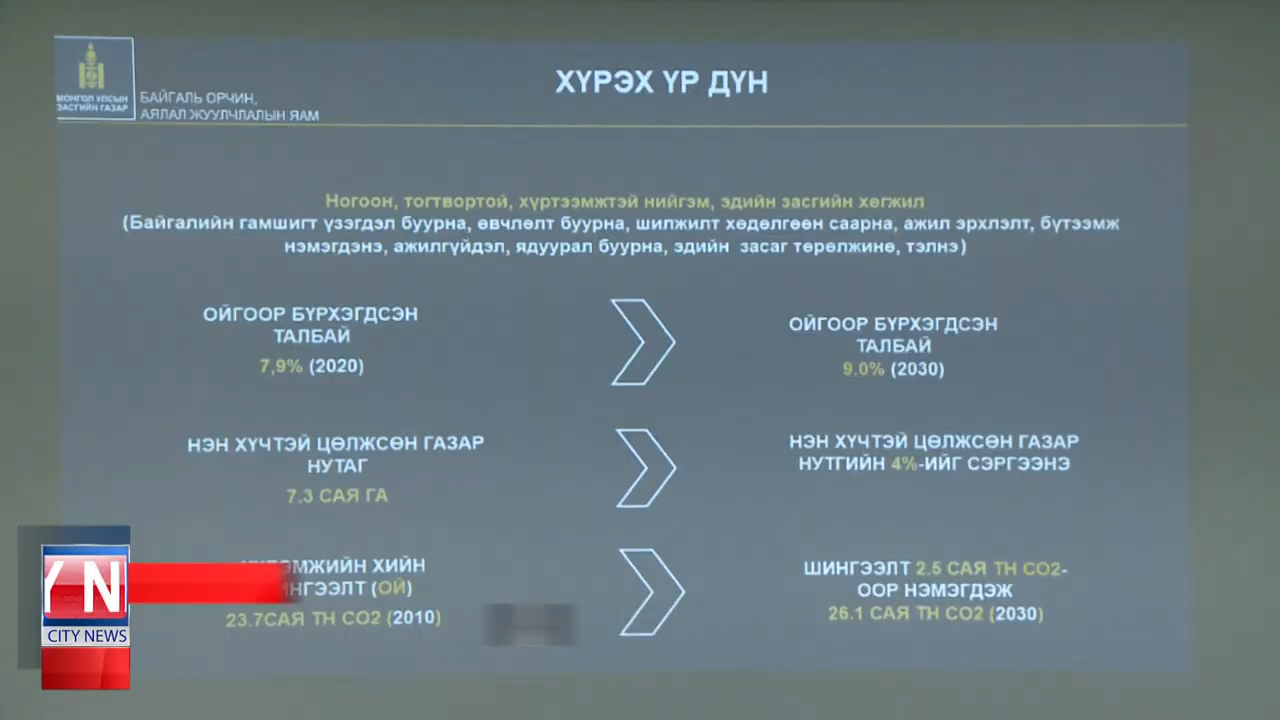 МОНГОЛ УЛСЫН
ЗАСГИЙН ГАЗАР
БАЙГАЛЬ ОРЧИН,
АЯЛАЛ ЖУУЛЧЛАЛЫН ЯАМ
ХҮРЭХ ҮР ДҮН
Ногоон, тогтвортой, хүртээмжтэй нийгэм, эдийн засгийн хөгжил
(Байгалийн гамшигт үзэгдэл буурна, өвчлөлт буурна, шилжилт хөдөлгөөн саарна, ажил эрхлэлт, бүтээмж
нэмэгдэнэ, ажилгүйдэл, ядуурал буурна, эдийн засаг төрөлжинө, тэлнэ)
ОЙГООР БҮРХЭГДСЭН
ТАЛБАЙ
7,9% (2020)
ОЙГООР БҮРХЭГДСЭН
ТАЛБАЙ
9.0% (2030)
НЭН ХҮЧТЭЙ ЦӨЛЖСӨН ГАЗАР
НУТАГ
7.3 САЯ ГА
НЭН ХҮЧТЭЙ ЦӨЛЖСӨН ГАЗАР
НУТГИЙН 4%-ИЙГ СЭРГЭЭНЭ
ХИЙН
(ОЙ)
23.7САЯ ТН CO2 (2010)
ШИНГЭЭЛТ 2.5 САЯ ТН CO2-
ООР НЭМЭГДЭЖ
26.1 САЯ ТН CO2 (2030)
Y N
CITY NEWS